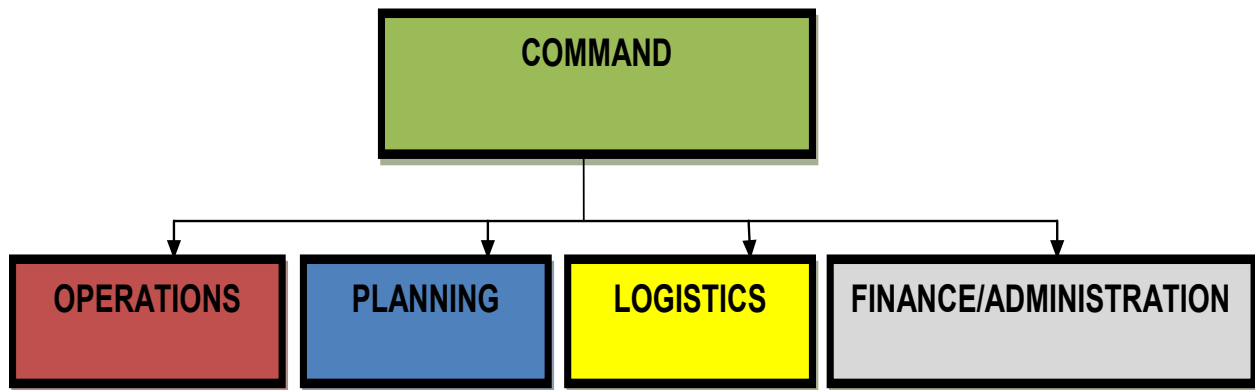 COMMAND
OPERATIONS
PLANNING
LOGISTICS
FINANCE/ADMINISTRATION